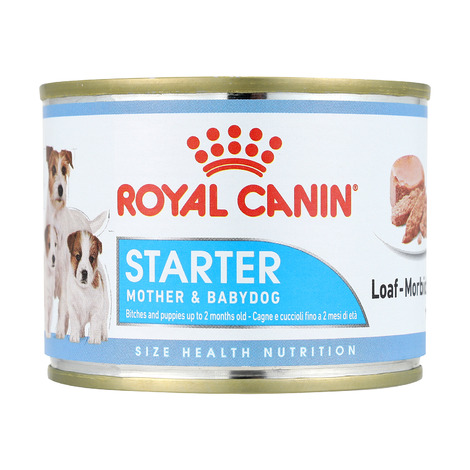 ROYAL CANIN
STARTER
MOTHER & BABYDOG
Bitches and puppies up to 2 months old - Cagne e cuccioli fino a 2 mesi di età
SIZE HEALTH NUTRITION
Loaf-